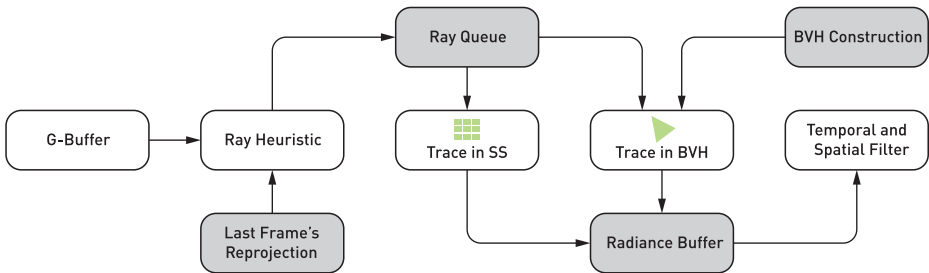 Ray Queue
BVH Construction
G-Buffer
Ray Heuristic
Trace in SS
Trace in BVH
Temporal and
Spatial Filter
Last Frame's
Reprojection
Radiance Buffer